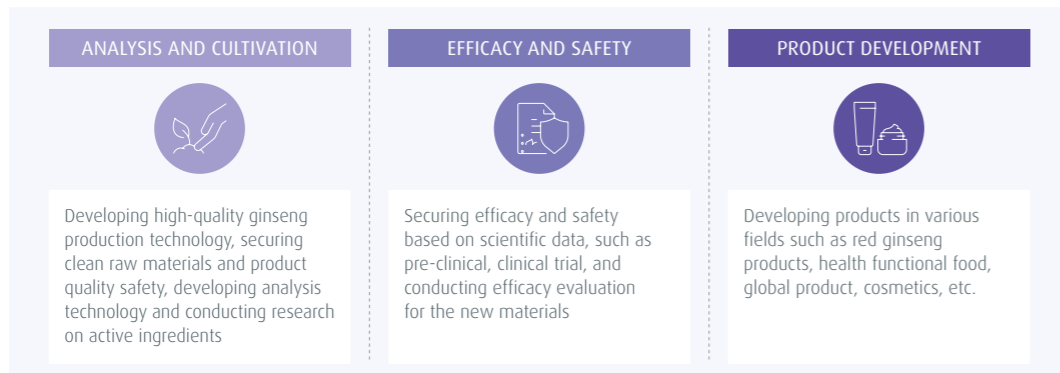 ANALYSIS AND CULTIVATION
Developing high-quality ginseng
production technology, securing
clean raw materials and product
quality safety, developing analysis
technology and conducting research
on active ingredients
EFFICACY AND SAFETY
Securing efficacy and safety
based on scientific data, such as
pre-clinical, clinical trial, and
conducting efficacy evaluation
for the new materials
PRODUCT DEVELOPMENT
Developing products in various
fields such as red ginseng
products, health functional food,
global product, cosmetics, etc.